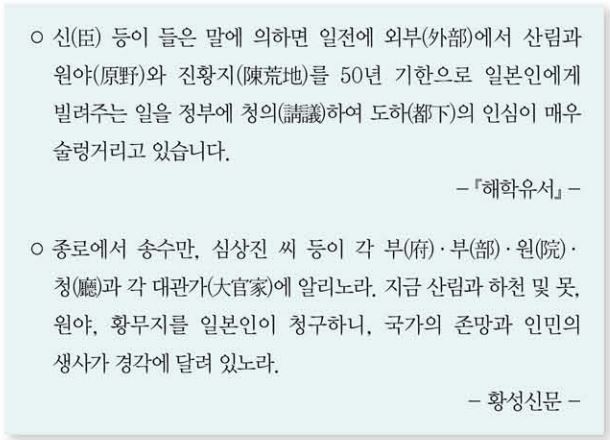 ○ 신(臣) 등이 들은 말에 의하면 일전에 외부(外部)에서 산림과
원야(原野)와 진황지(陳荒地)를 50년 기한으로 일본인에게
빌려주는 일을 정부에 청의(請議)하여 도하(都下)의 인심이 매우
술렁거리고 있습니다.
-『해학유서』-
○ 종로에서 송수만, 심상진 씨 등이 각 부(府)·부(部)·원(院)·
청(廳)과 각 대관가(大官家)에 알리노라. 지금 산림과 하천 및 못,
원야, 황무지를 일본인이 청구하니, 국가의 존망과 인민의
생사가 경각에 달려 있노라.
- 황성신문 -